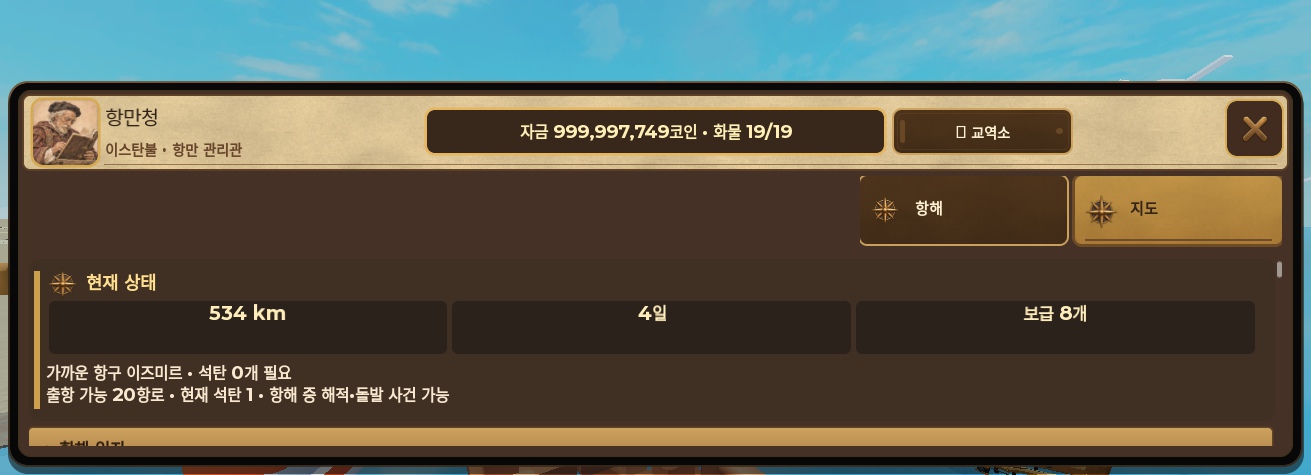 항만청
이스탄불 • 항만 관리관
자금 999,997,749코인 • 화물 19/19
교역소
항해
지도
현재 상태
534 km
4일
보급 8개
가까운 항구 이즈미르 • 석탄 0개 필요
출항 가능 20항로 • 현재 석탄 1 • 항해 중 해적•돌발 사건 가능